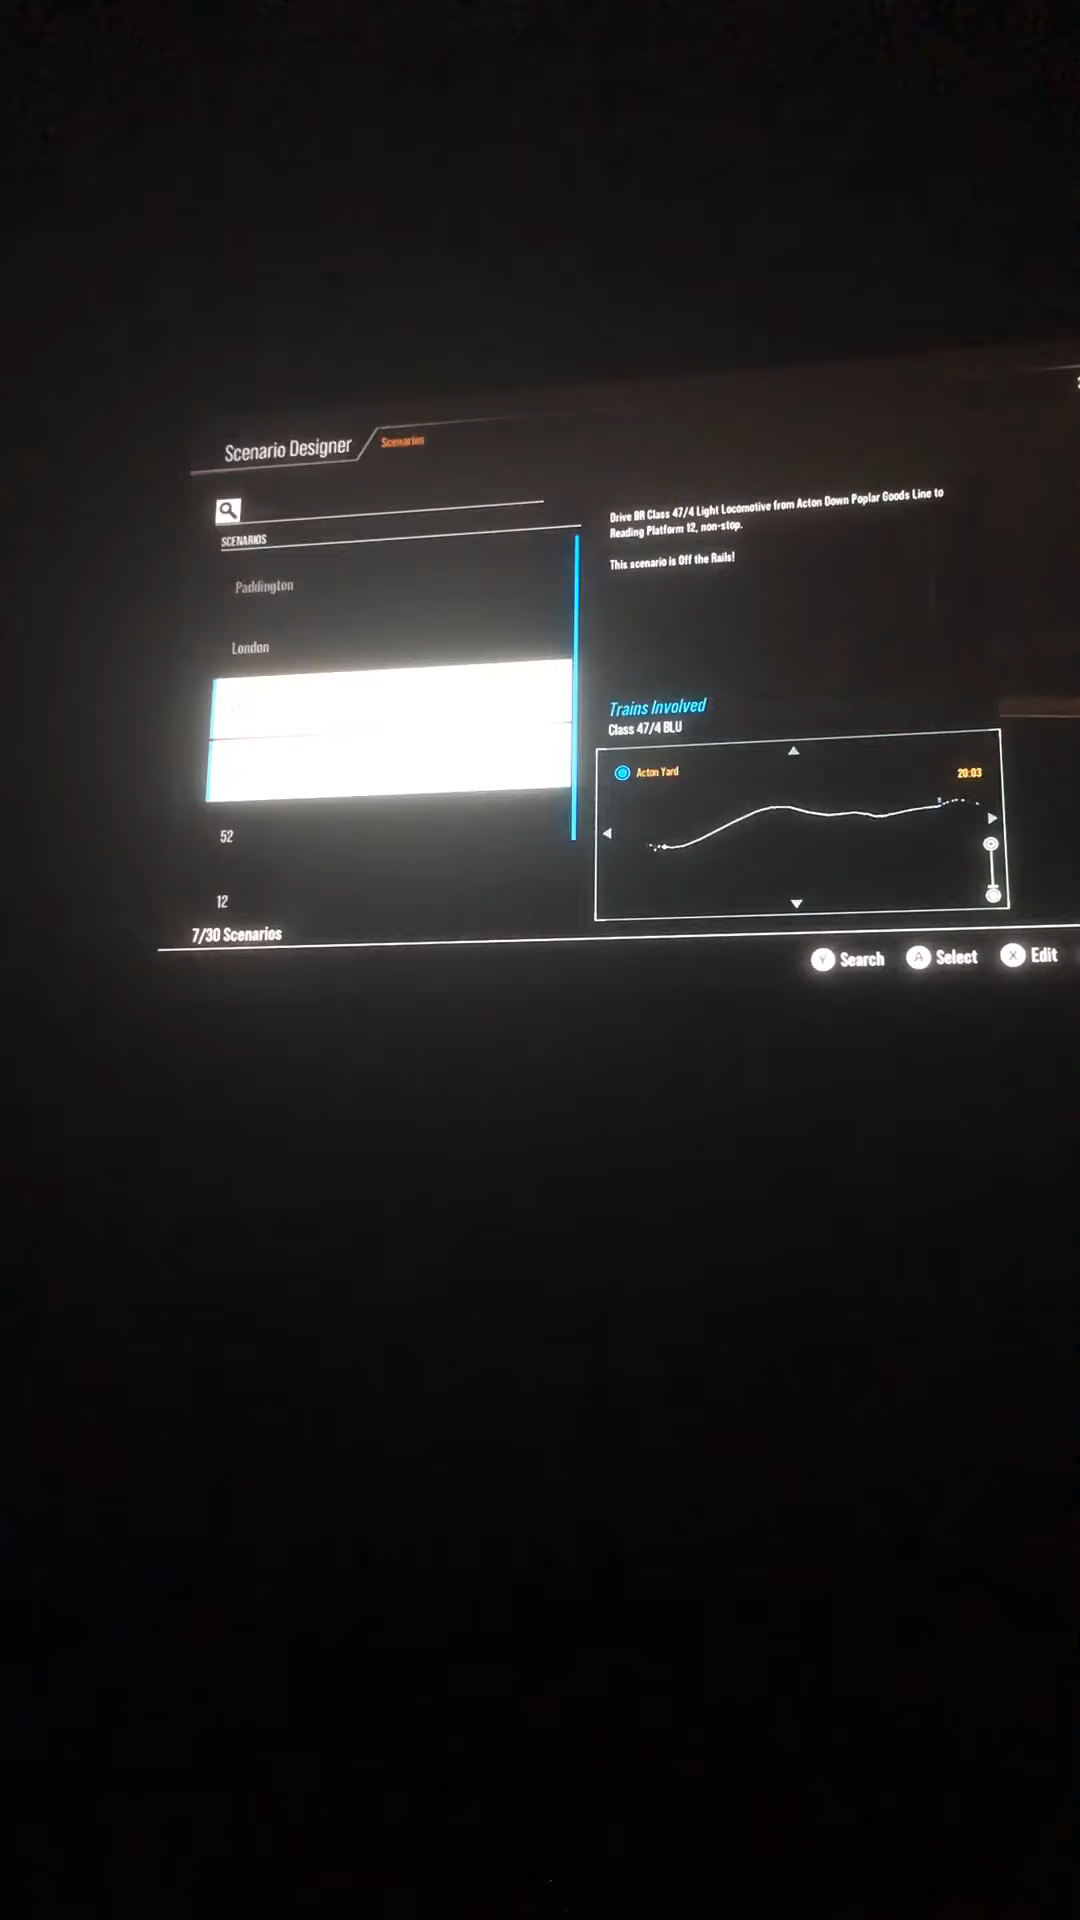 Scenario Designer
Scenarios
SCENARIOS
Paddington
London
52
12
7/30 Scenarios
Drive BR Class 47/4 Light Locomotive from Acton Down Poplar Goods Line to
Reading Platform 12, non-stop.
This scenario is Off the Rails!
Trains Involved
Class 47/4 BLU
Acton Yard
20:03
Y Search
A Select
X Edit